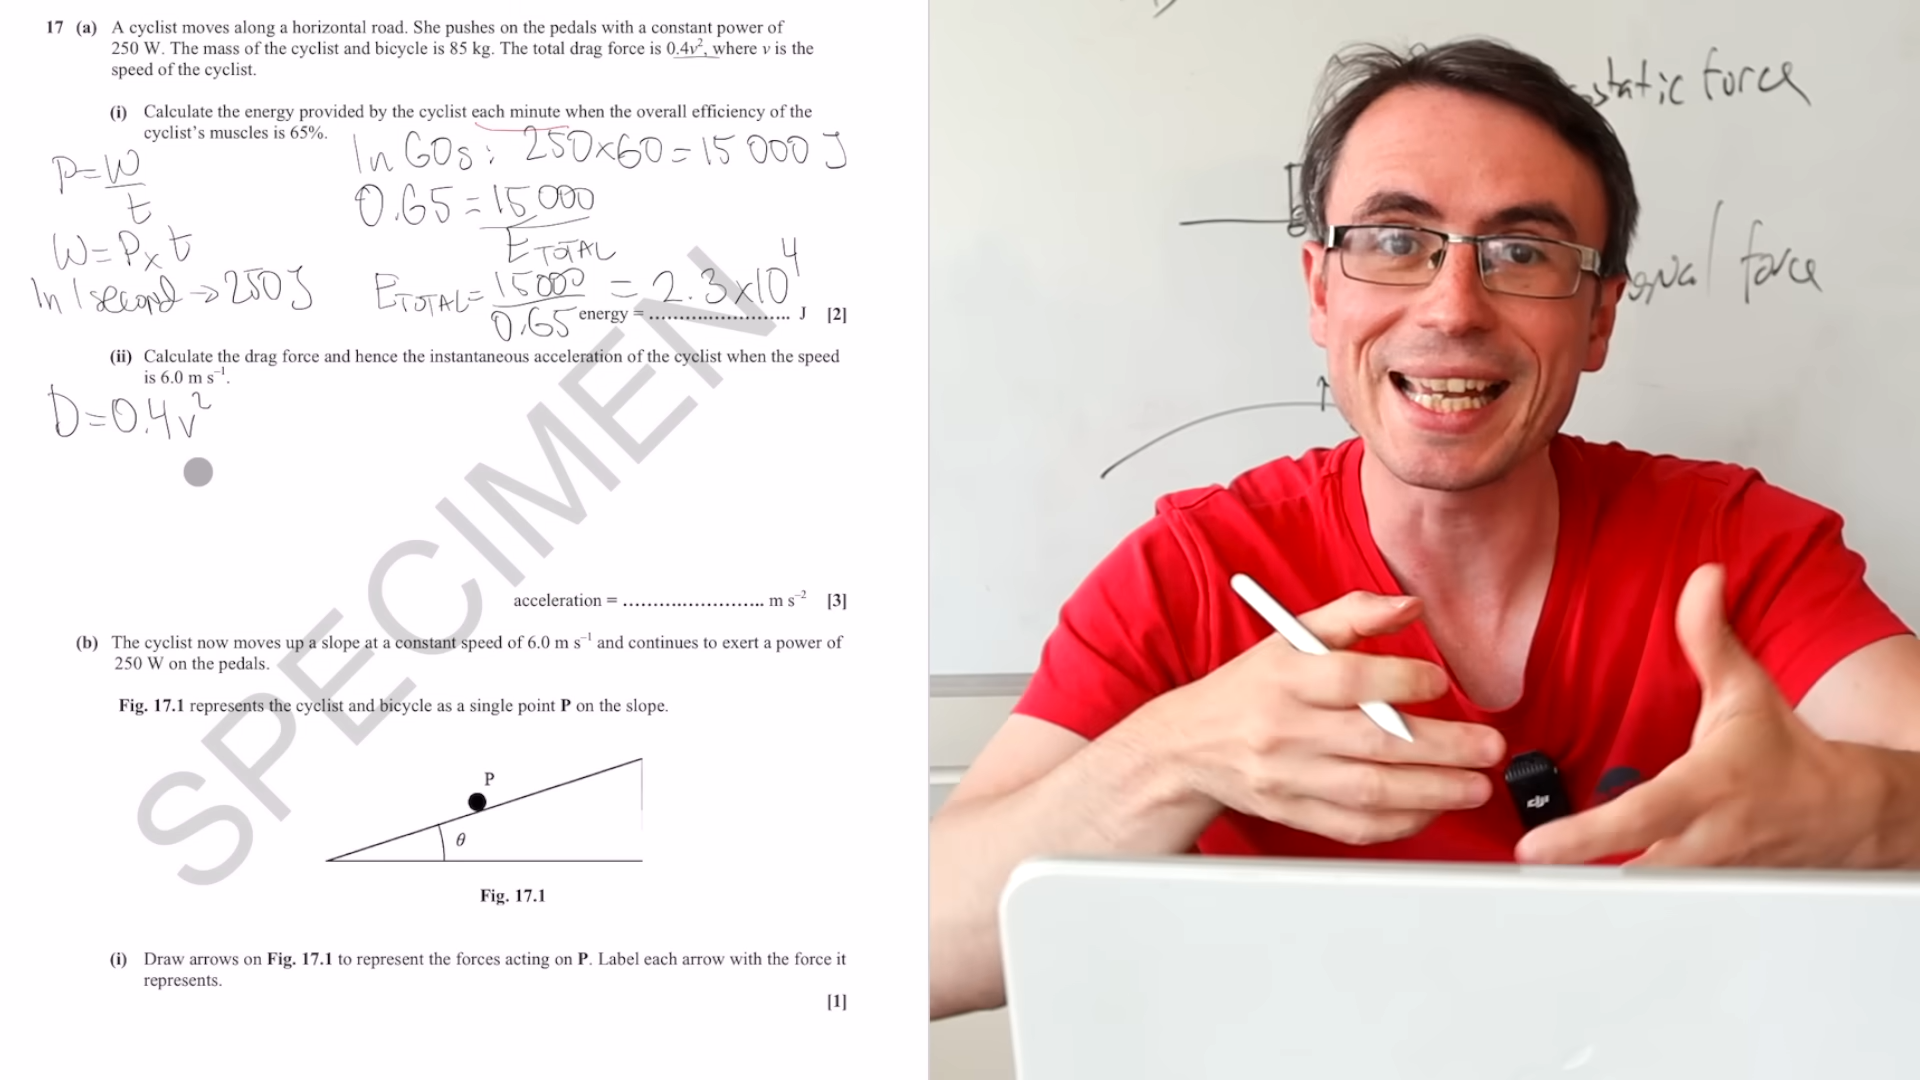 17 (a) A cyclist moves along a horizontal road. She pushes on the pedals with a constant power of
250 W. The mass of the cyclist and bicycle is 85 kg. The total drag force is 0.4v², where v is the
speed of the cyclist.
(i) Calculate the energy provided by the cyclist each minute when the overall efficiency of the
cyclist's muscles is 65%.
In 60s: 250×60=15 000 J
P=W/t
0.65=15 000/E TOTAL
W=P×t
In 1 second → 250J
E TOTAL = 15000/0.65 = 2.3×10⁴
energy = ........................ J [2]
(ii) Calculate the drag force and hence the instantaneous acceleration of the cyclist when the speed
is 6.0 m s⁻¹.
D=0.4v²
acceleration = ........................ m s⁻² [3]
(b) The cyclist now moves up a slope at a constant speed of 6.0 m s⁻¹ and continues to exert a power of
250 W on the pedals.
Fig. 17.1 represents the cyclist and bicycle as a single point P on the slope.
P
θ
Fig. 17.1
(i) Draw arrows on Fig. 17.1 to represent the forces acting on P. Label each arrow with the force it
represents.
[1]
SPECIMEN
static force
force
dji